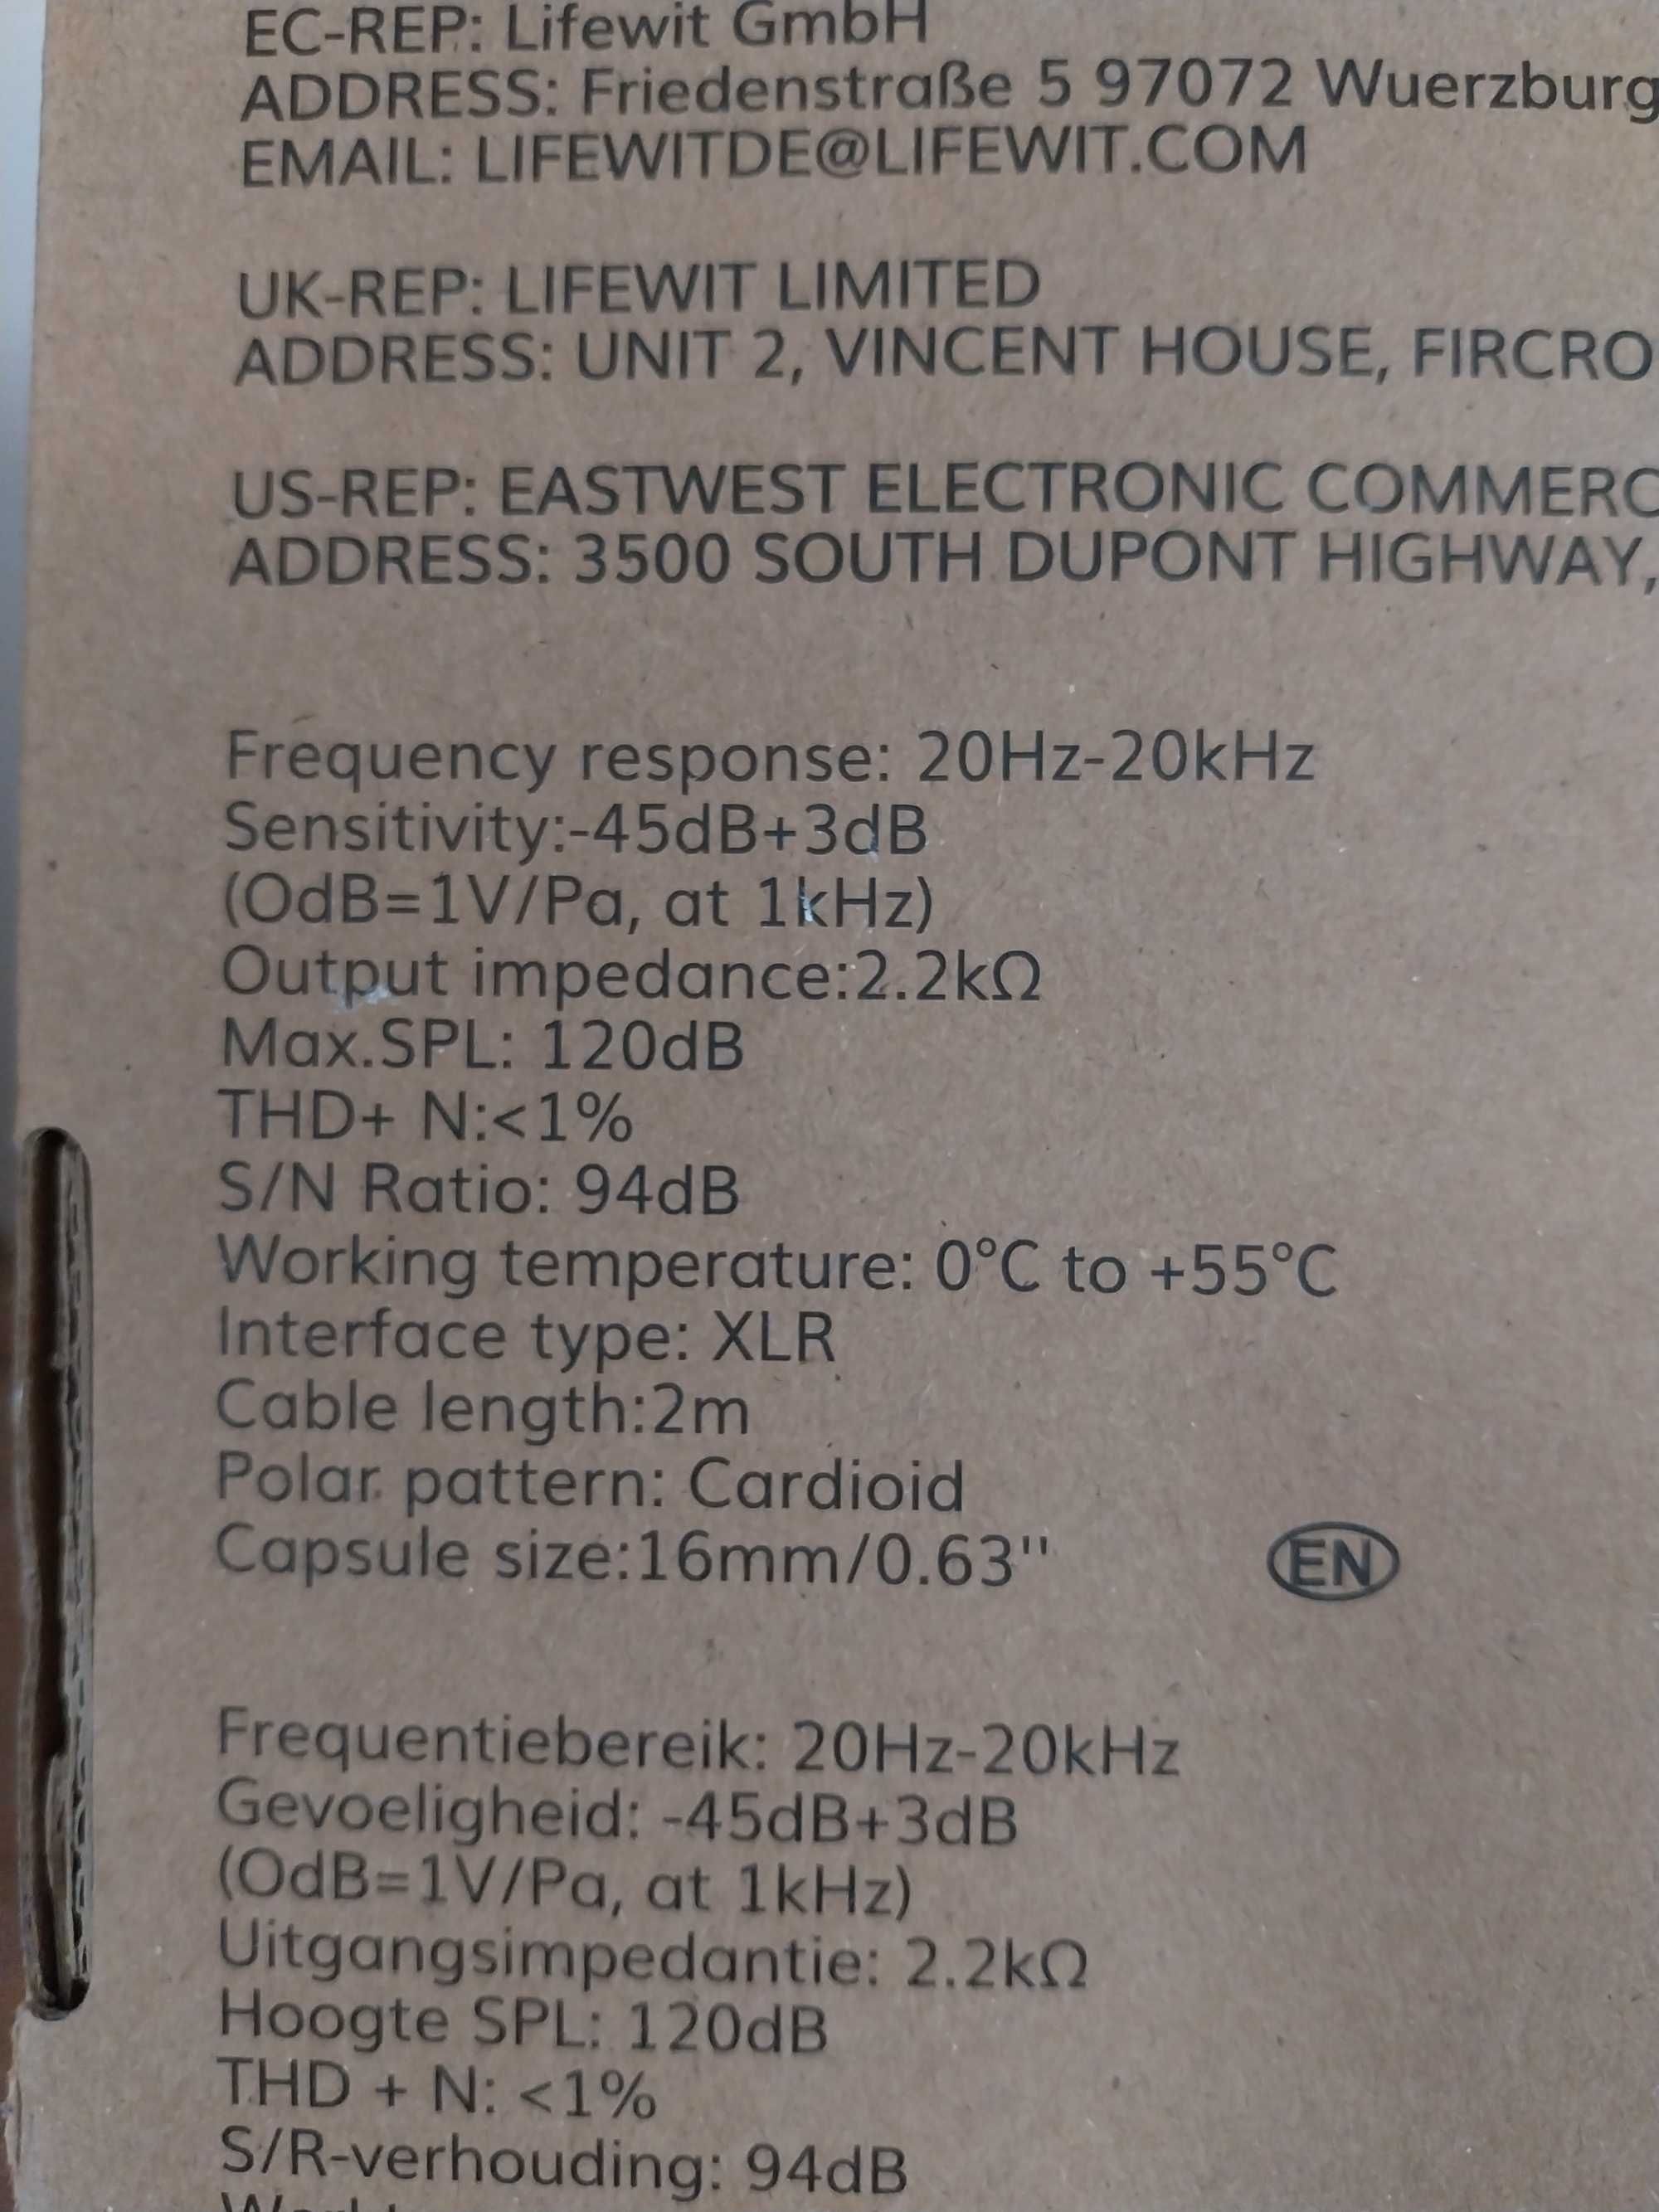 EC-REP: Lifewit GmbH
ADDRESS: Friedenstraße 5 97072 Wuerzburg
EMAIL: LIFEWITDE@LIFEWIT.COM
UK-REP: LIFEWIT LIMITED
ADDRESS: UNIT 2, VINCENT HOUSE, FIRCRO
US-REP: EASTWEST ELECTRONIC COMMERC
ADDRESS: 3500 SOUTH DUPONT HIGHWAY,
Frequency response: 20Hz-20kHz
Sensitivity:-45dB+3dB
(OdB=1V/Pa, at 1kHz)
Output impedance:2.2kΩ
Max.SPL: 120dB
THD+ N:<1%
S/N Ratio: 94dB
Working temperature: 0°C to +55°C
Interface type: XLR
Cable length:2m
Polar pattern: Cardioid
Capsule size:16mm/0.63''
EN
Frequentiebereik: 20Hz-20kHz
Gevoeligheid: -45dB+3dB
(OdB=1V/Pa, at 1kHz)
Uitgangsimpedantie: 2.2kΩ
Hoogte SPL: 120dB
THD + N: <1%
S/R-verhouding: 94dB